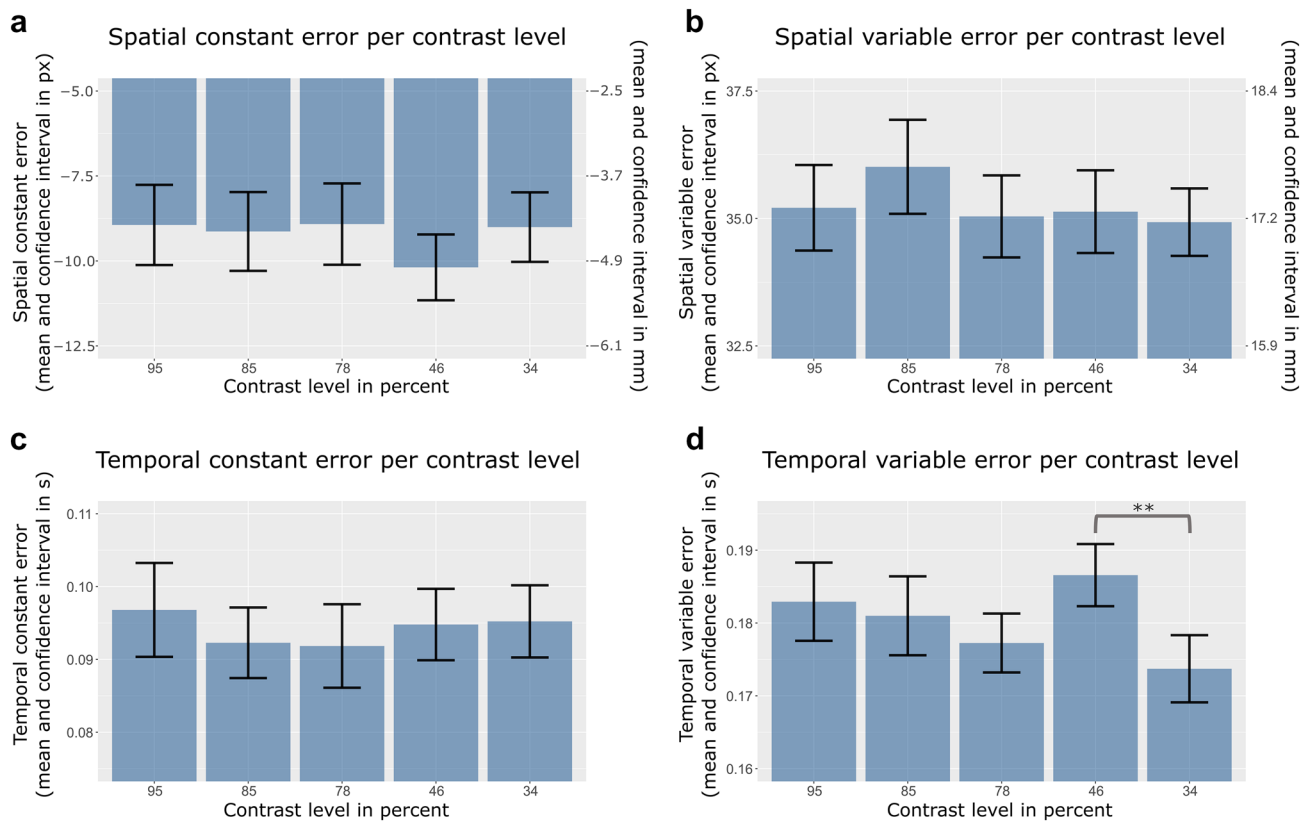 a
Spatial constant error per contrast level
Spatial constant error
(mean and confidence interval in px)
−5.0
−7.5
−10.0
−12.5
−2.5
−3.7
−4.9
−6.1
(mean and confidence interval in mm)
95 85 78 46 34
Contrast level in percent
b
Spatial variable error per contrast level
Spatial variable error
(mean and confidence interval in px)
37.5
35.0
32.5
18.4
17.2
15.9
(mean and confidence interval in mm)
95 85 78 46 34
Contrast level in percent
c
Temporal constant error per contrast level
Temporal constant error
(mean and confidence interval in s)
0.11
0.10
0.09
0.08
95 85 78 46 34
Contrast level in percent
d
Temporal variable error per contrast level
Temporal variable error
(mean and confidence interval in s)
**
0.19
0.18
0.17
0.16
95 85 78 46 34
Contrast level in percent